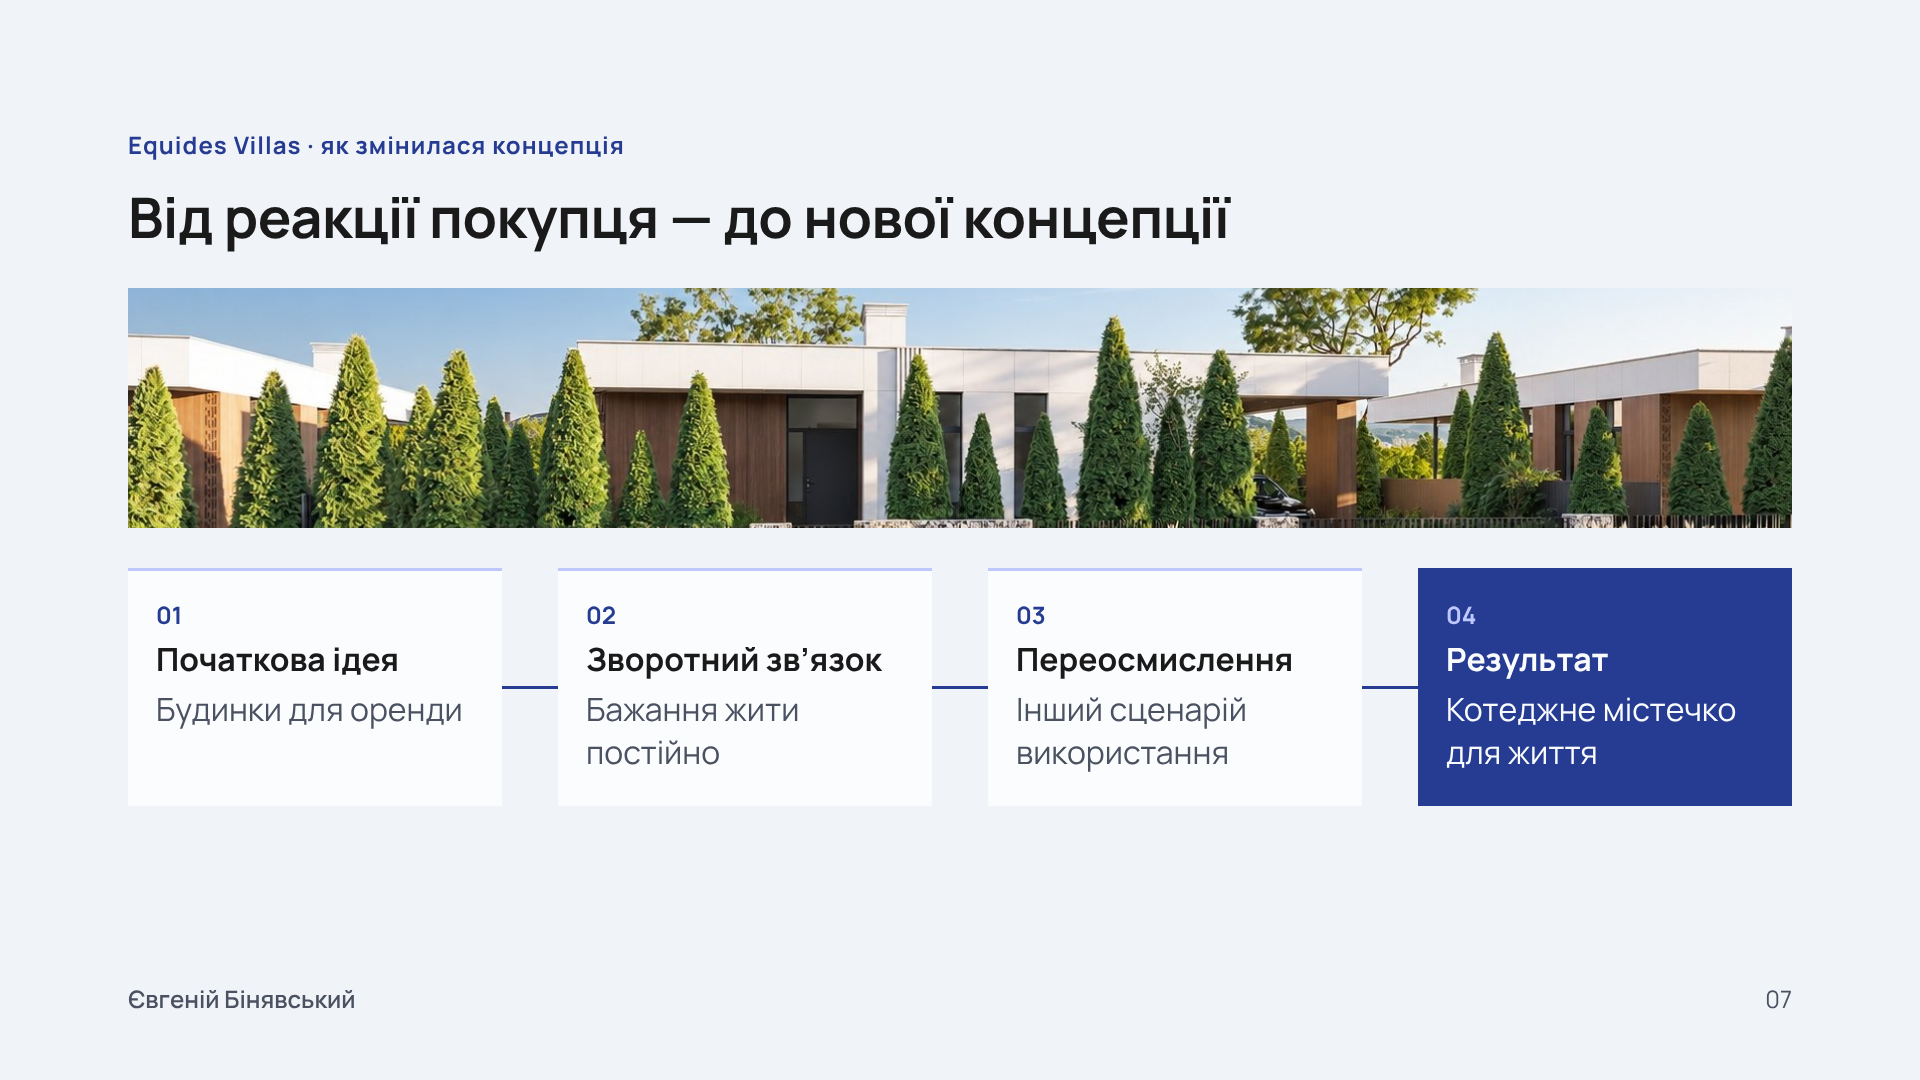 Equides Villas · як змінилася концепція
Від реакції покупця — до нової концепції
01
Початкова ідея
Будинки для оренди
02
Зворотний зв’язок
Бажання жити
постійно
03
Переосмислення
Інший сценарій
використання
04
Результат
Котеджне містечко
для життя
Євгеній Бінявський
07